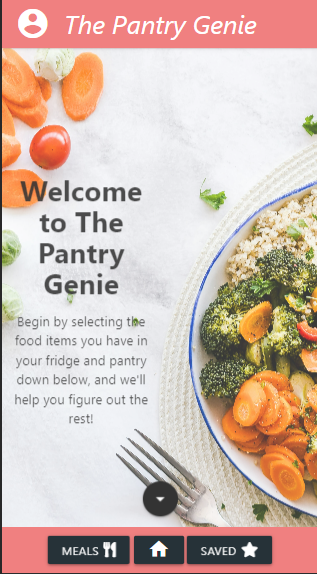 The Pantry Genie
Welcome
to The
Pantry
Genie
Begin by selecting the
food items you have in
your fridge and pantry
down below, and we'll
help you figure out the
rest!
MEALS
SAVED